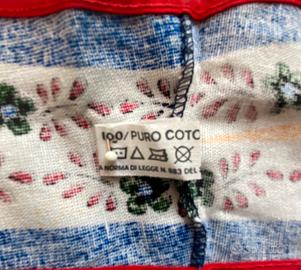 100/ PURO COTO
A NORMA DI LEGGE N. 883 DEL